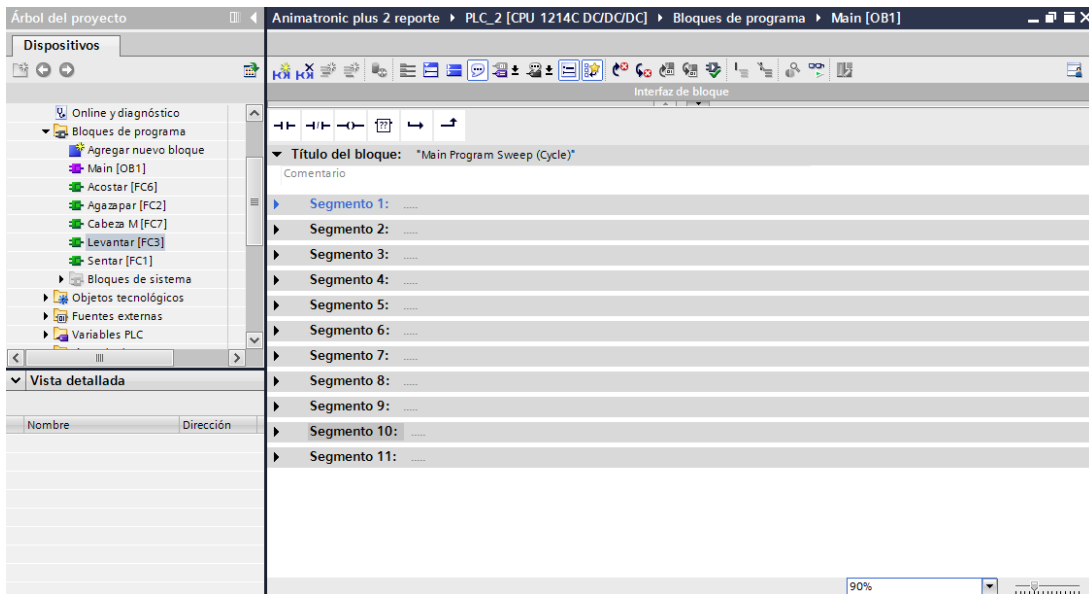 Árbol del proyecto
Animatronic plus 2 reporte ▸ PLC_2 [CPU 1214C DC/DC/DC] ▸ Bloques de programa ▸ Main [OB1]
Dispositivos
Interfaz de bloque
Online y diagnóstico
Bloques de programa
Agregar nuevo bloque
Main [OB1]
Acostar [FC6]
Agazapar [FC2]
Cabeza M [FC7]
Levantar [FC3]
Sentar [FC1]
Bloques de sistema
Objetos tecnológicos
Fuentes externas
Variables PLC
Vista detallada
Nombre Dirección
??
Título del bloque: "Main Program Sweep (Cycle)"
Comentario
Segmento 1: .....
Segmento 2: .....
Segmento 3: .....
Segmento 4: .....
Segmento 5: .....
Segmento 6: .....
Segmento 7: .....
Segmento 8: .....
Segmento 9: .....
Segmento 10: .....
Segmento 11: .....
90%